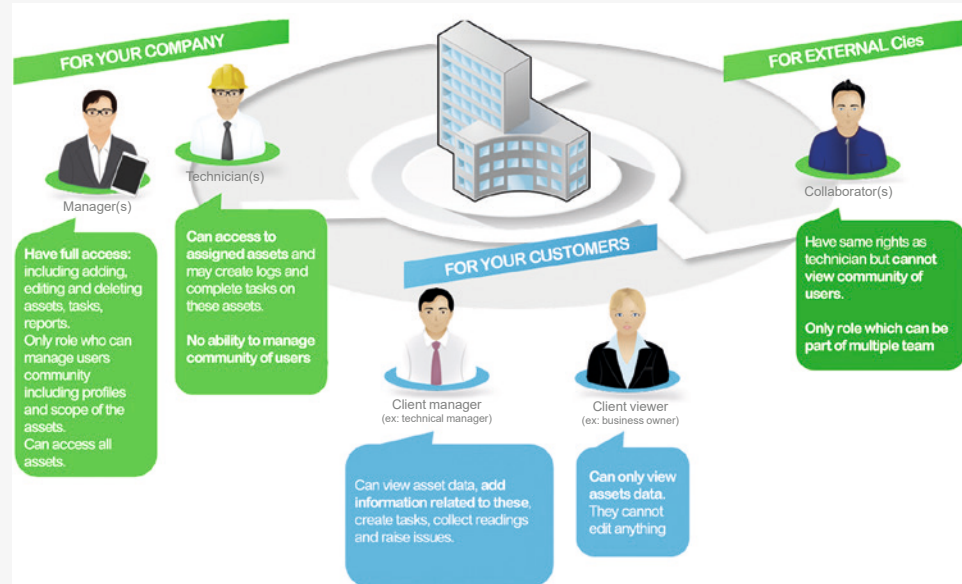 FOR YOUR COMPANY
Manager(s)
Have full access:
including adding,
editing and deleting
assets, tasks,
reports.
Only role who can
manage users
community
including profiles
and scope of the
assets.
Can access all
assets.
Technician(s)
Can access to
assigned assets and
may create logs and
complete tasks on
these assets.
No ability to manage
community of users
FOR YOUR CUSTOMERS
Client manager
(ex: technical manager)
Can view asset data, add
information related to these,
create tasks, collect readings
and raise issues.
Client viewer
(ex: business owner)
Can only view
assets data.
They cannot
edit anything
FOR EXTERNAL Cies
Collaborator(s)
Have same rights as
technician but cannot
view community of
users.
Only role which can be
part of multiple team